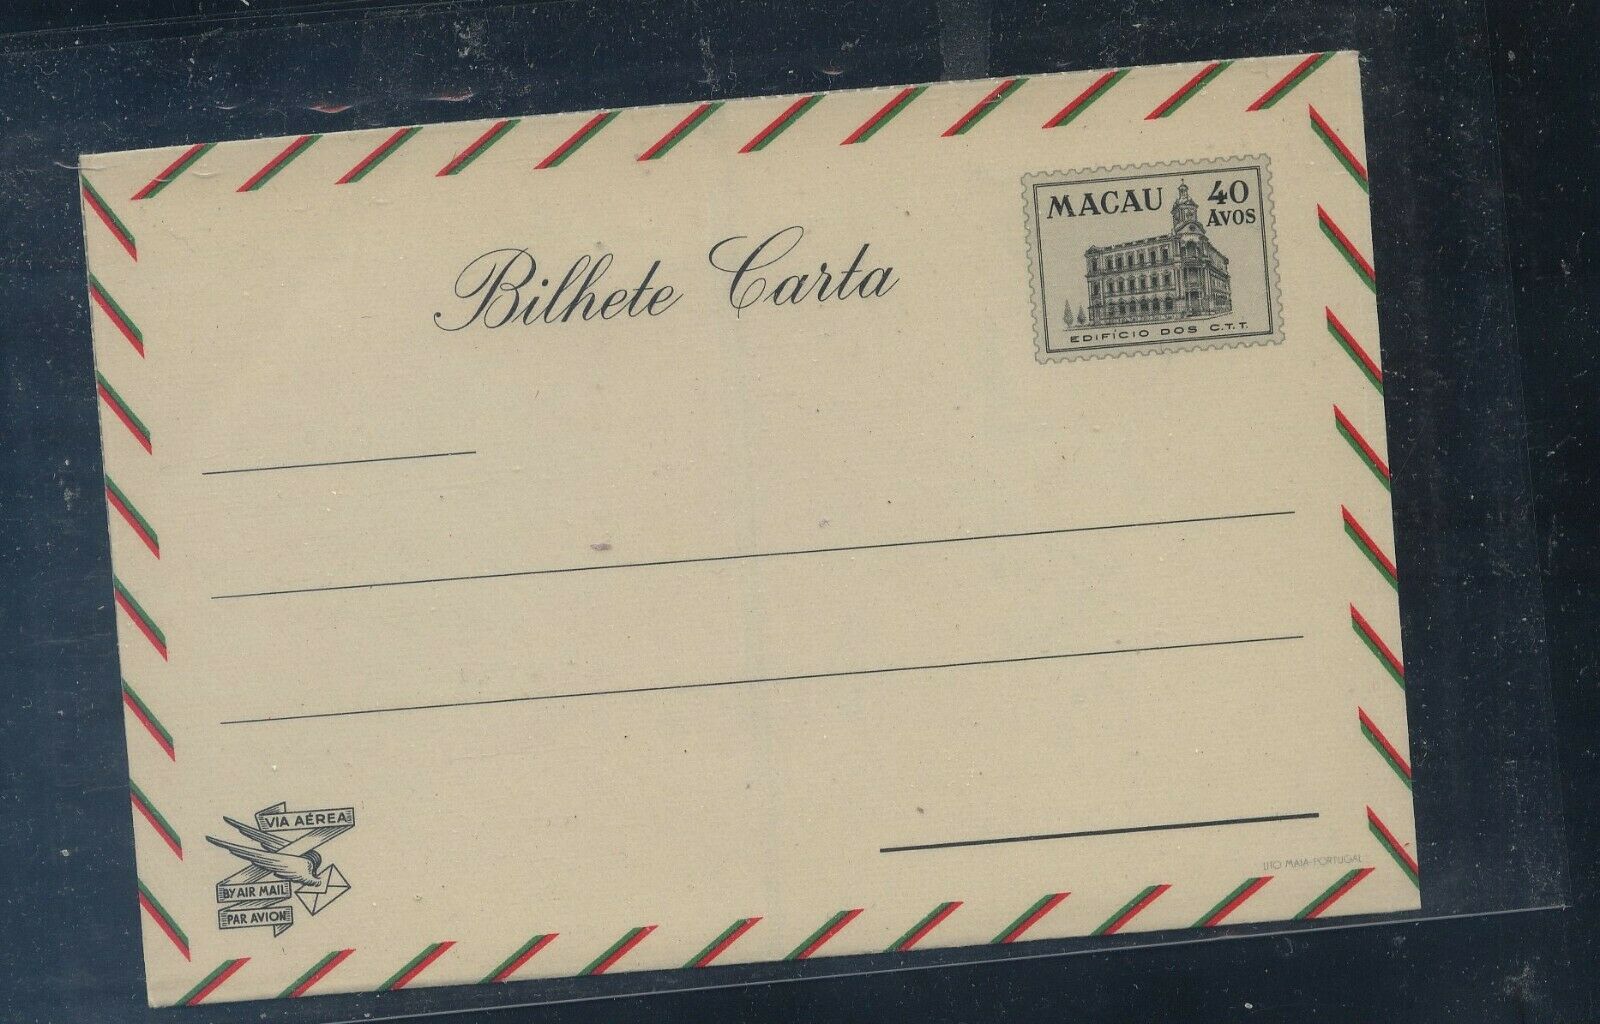 MACAU 40
AVOS
EDIFÍCIO DOS C.T.T.
Bilhete Carta
VIA AÉREA
BY AIR MAIL
PAR AVION
LITO MAIA-PORTUGAL